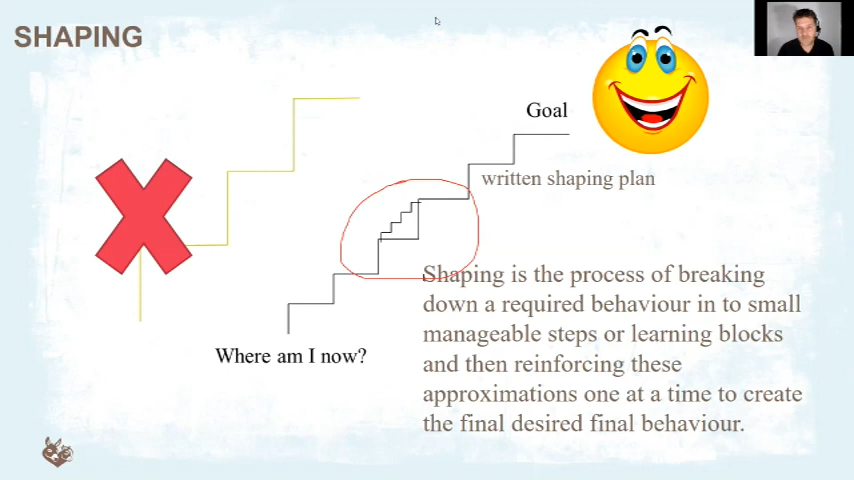 SHAPING
Goal
written shaping plan
Shaping is the process of breaking
down a required behaviour in to small
manageable steps or learning blocks
and then reinforcing these
approximations one at a time to create
the final desired final behaviour.
Where am I now?